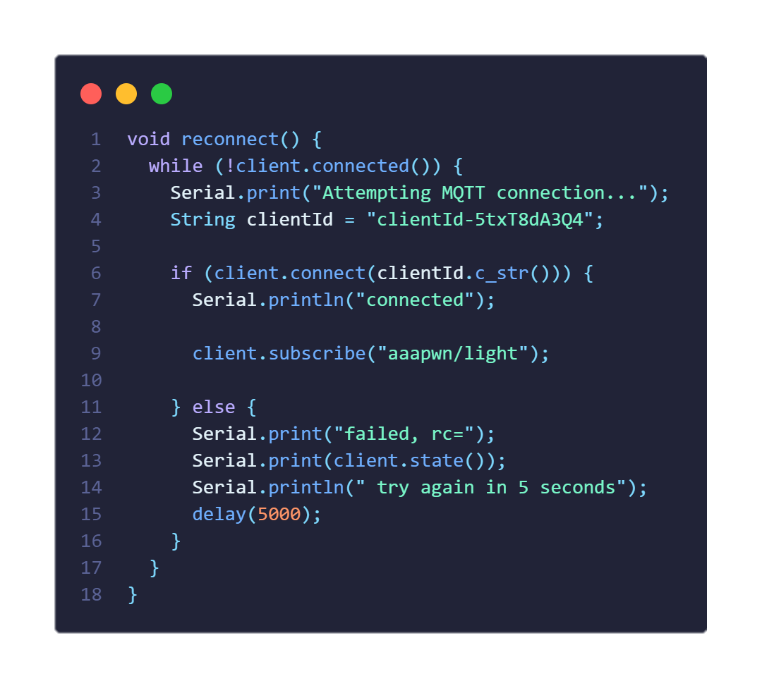 1 void reconnect() {
2   while (!client.connected()) {
3     Serial.print("Attempting MQTT connection...");
4     String clientId = "clientId-5txT8dA3Q4";
5
6     if (client.connect(clientId.c_str())) {
7       Serial.println("connected");
8
9       client.subscribe("aaapwn/light");
10
11     } else {
12       Serial.print("failed, rc=");
13       Serial.print(client.state());
14       Serial.println(" try again in 5 seconds");
15       delay(5000);
16     }
17   }
18 }